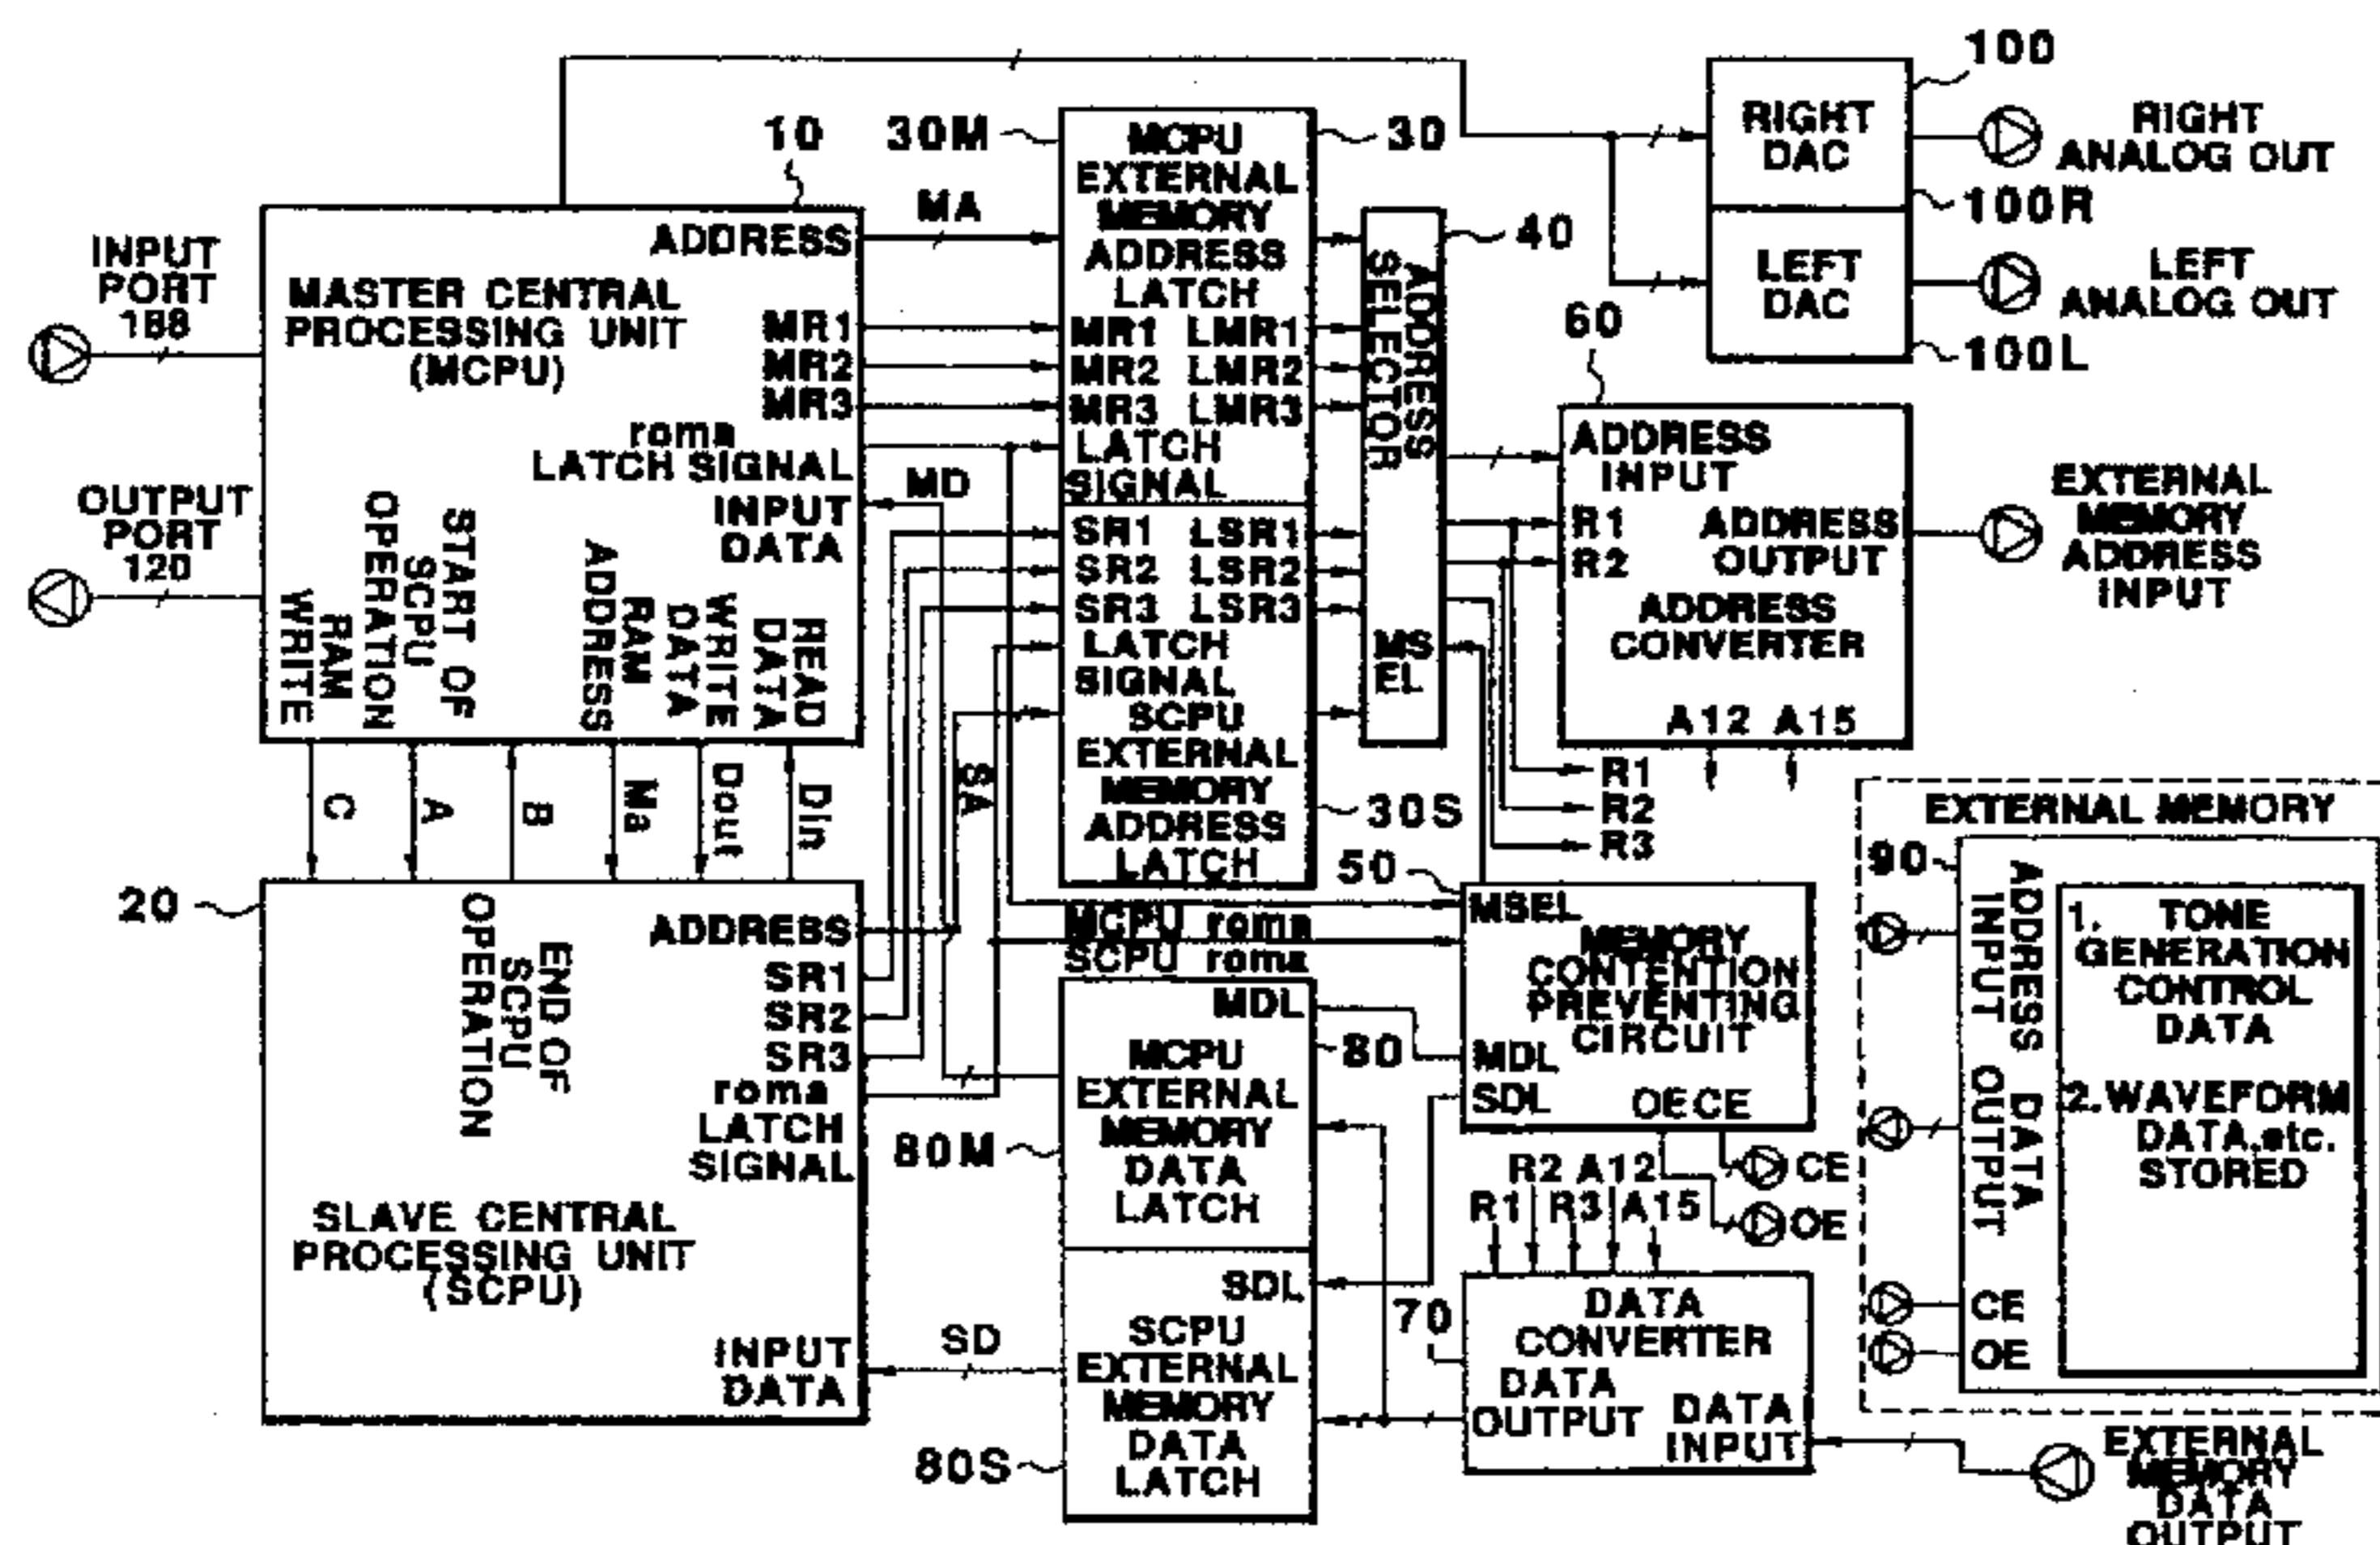 100
RIGHT
DAC
RIGHT
ANALOG OUT
100R
LEFT
DAC
LEFT
ANALOG OUT
100L
10
30M
30
MCPU
EXTERNAL
MEMORY
ADDRESS
LATCH
MR1 LMR1
MR2 LMR2
MR3 LMR3
LATCH
SIGNAL
SR1 LSR1
SR2 LSR2
SR3 LSR3
LATCH
SIGNAL
SCPU
EXTERNAL
MEMORY
ADDRESS
LATCH
30S
MA
INPUT
PORT
OUTPUT
PORT
120
ADDRESS
MASTER CENTRAL
PROCESSING UNIT
(MCPU)
MR1
MR2
MR3
roma
LATCH SIGNAL
INPUT
DATA
MD
WRITE
RAM
OPERATION
SCPU
START OF
ADDRESS
RAM
DATA
WRITE
DATA
READ
C
A
B
Ma
Dout
Din
SA
40
ADDRESS
SELECTOR
MS
EL
60
ADDRESS
INPUT
R1
R2
ADDRESS
OUTPUT
ADDRESS
CONVERTER
A12 A15
EXTERNAL
MEMORY
ADDRESS
INPUT
R1
R2
R3
20
OPERATION
SCPU
END OF
ADDRESS
SR1
SR2
SR3
roma
LATCH
SIGNAL
SLAVE CENTRAL
PROCESSING UNIT
(SCPU)
INPUT
DATA
SD
MCPU roma
SCPU roma
50
MSEL
MEMORY
CONTENTION
PREVENTING
CIRCUIT
MDL
SDL
OE CE
CE
OE
MDL
80
MCPU
EXTERNAL
MEMORY
DATA
LATCH
80M
SDL
SCPU
EXTERNAL
MEMORY
DATA
LATCH
80S
R2 A12
R1 R3 A15
70
DATA
CONVERTER
DATA
OUTPUT
DATA
INPUT
EXTERNAL MEMORY
90
ADDRESS
INPUT
DATA
OUTPUT
CE
OE
1. TONE
GENERATION
CONTROL
DATA
2.WAVEFORM
DATA.etc.
STORED
EXTERNAL
MEMORY
DATA
OUTPUT